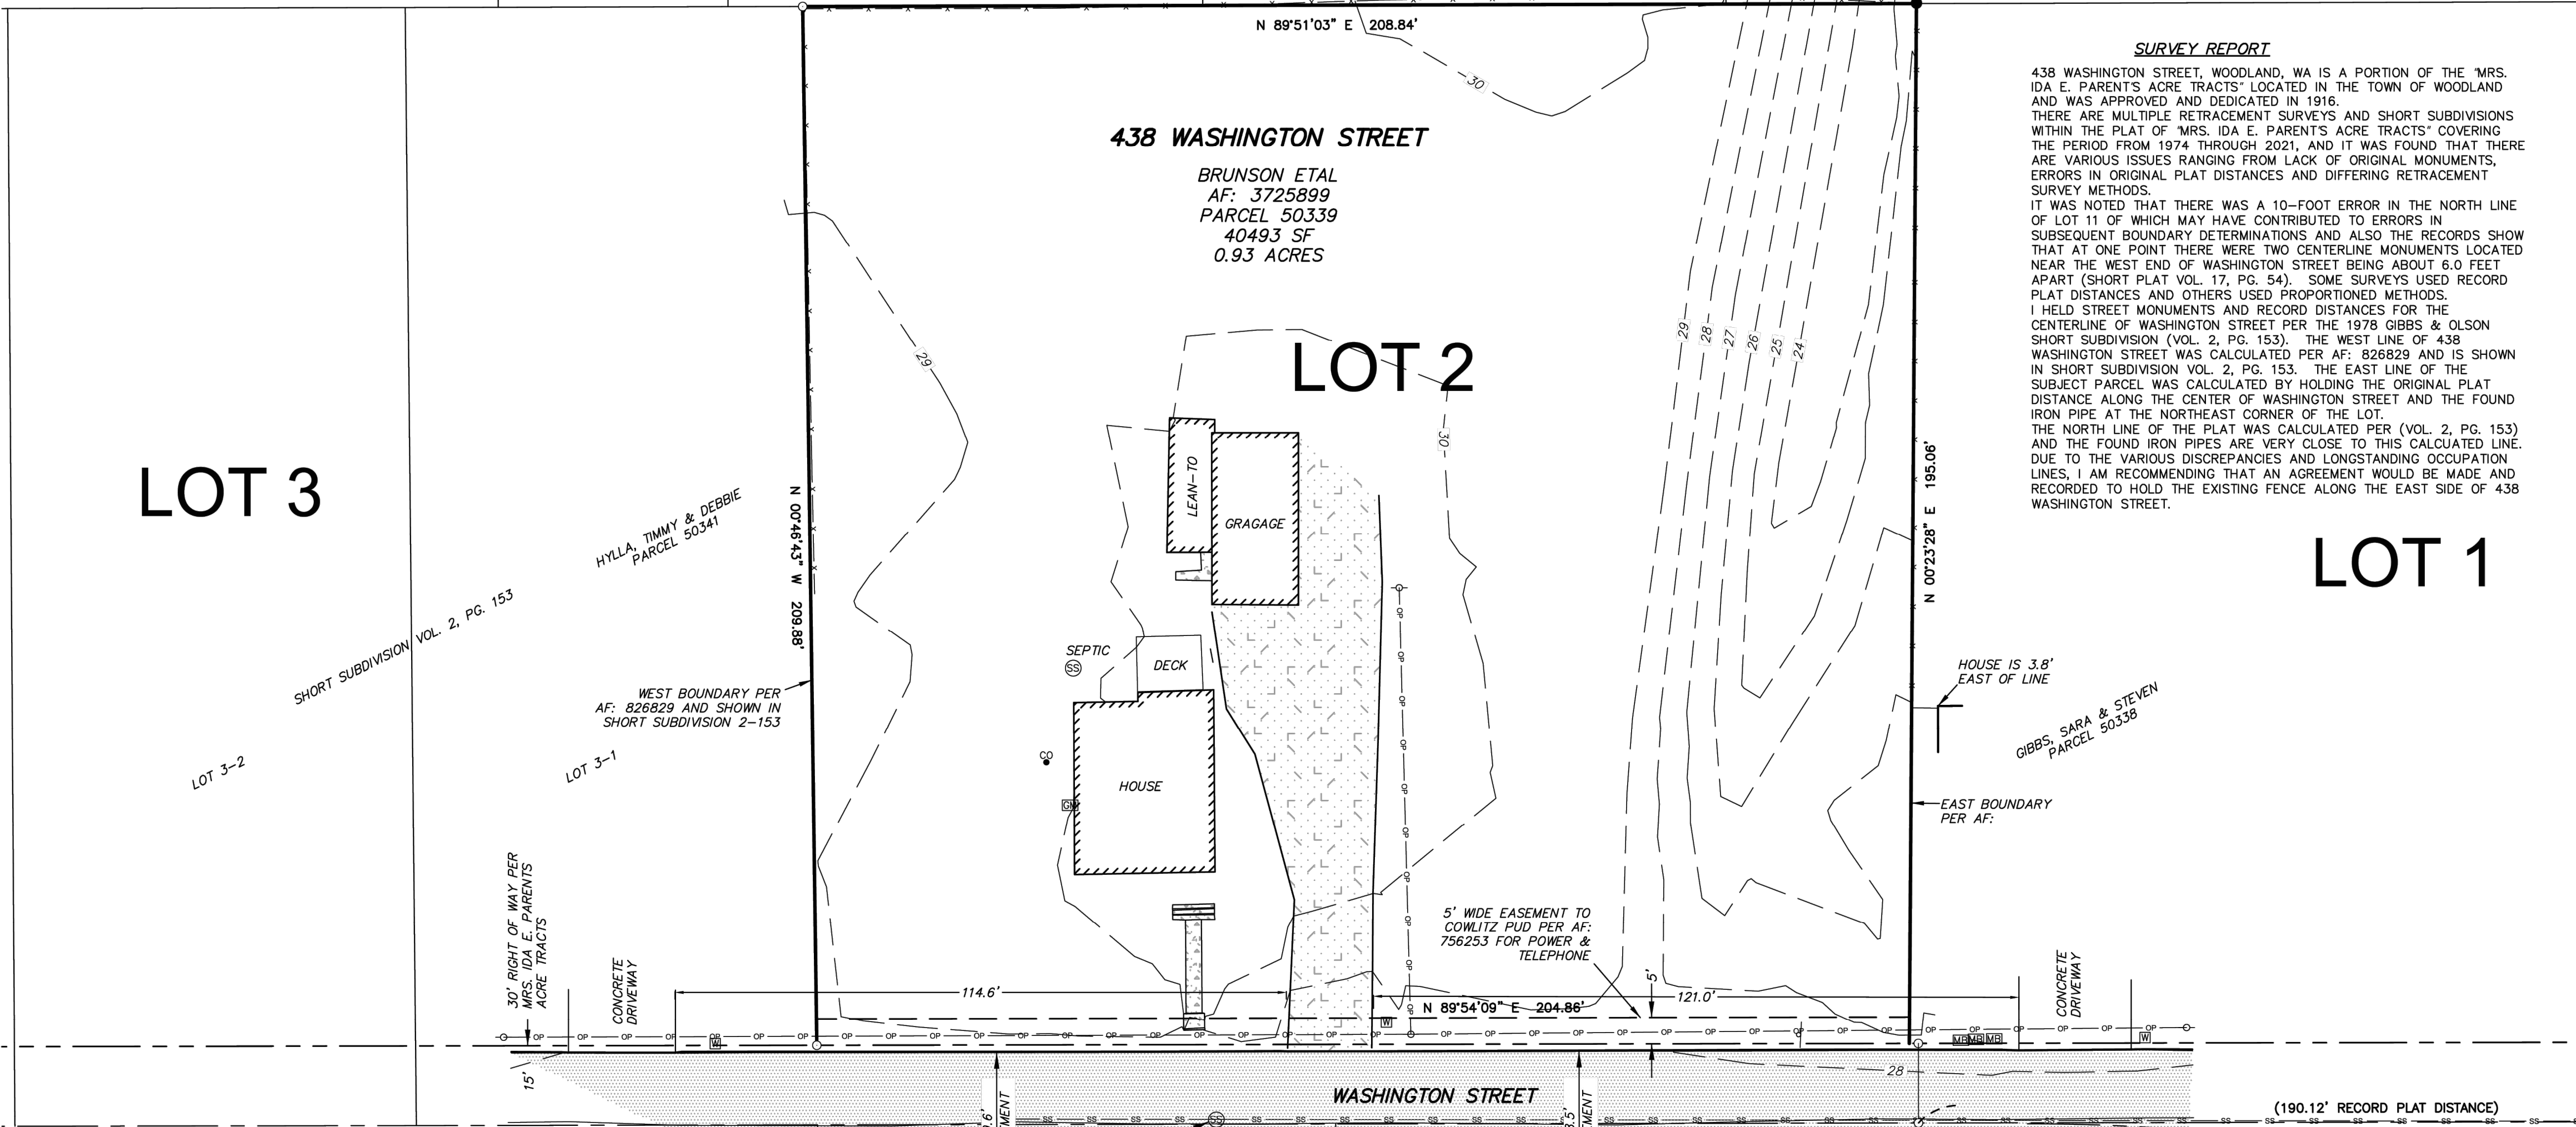 N 89°51'03" E 208.84'
30
438 WASHINGTON STREET
BRUNSON ETAL
AF: 3725899
PARCEL 50339
40493 SF
0.93 ACRES
SURVEY REPORT
438 WASHINGTON STREET, WOODLAND, WA IS A PORTION OF THE "MRS.
IDA E. PARENT'S ACRE TRACTS" LOCATED IN THE TOWN OF WOODLAND
AND WAS APPROVED AND DEDICATED IN 1916.
THERE ARE MULTIPLE RETRACEMENT SURVEYS AND SHORT SUBDIVISIONS
WITHIN THE PLAT OF "MRS. IDA E. PARENT'S ACRE TRACTS" COVERING
THE PERIOD FROM 1974 THROUGH 2021, AND IT WAS FOUND THAT THERE
ARE VARIOUS ISSUES RANGING FROM LACK OF ORIGINAL MONUMENTS,
ERRORS IN ORIGINAL PLAT DISTANCES AND DIFFERING RETRACEMENT
SURVEY METHODS.
IT WAS NOTED THAT THERE WAS A 10-FOOT ERROR IN THE NORTH LINE
OF LOT 11 OF WHICH MAY HAVE CONTRIBUTED TO ERRORS IN
SUBSEQUENT BOUNDARY DETERMINATIONS AND ALSO THE RECORDS SHOW
THAT AT ONE POINT THERE WERE TWO CENTERLINE MONUMENTS LOCATED
NEAR THE WEST END OF WASHINGTON STREET BEING ABOUT 6.0 FEET
APART (SHORT PLAT VOL. 17, PG. 54). SOME SURVEYS USED RECORD
PLAT DISTANCES AND OTHERS USED PROPORTIONED METHODS.
I HELD STREET MONUMENTS AND RECORD DISTANCES FOR THE
CENTERLINE OF WASHINGTON STREET PER THE 1978 GIBBS & OLSON
SHORT SUBDIVISION (VOL. 2, PG. 153). THE WEST LINE OF 438
WASHINGTON STREET WAS CALCULATED PER AF: 826829 AND IS SHOWN
IN SHORT SUBDIVISION VOL. 2, PG. 153. THE EAST LINE OF THE
SUBJECT PARCEL WAS CALCULATED BY HOLDING THE ORIGINAL PLAT
DISTANCE ALONG THE CENTER OF WASHINGTON STREET AND THE FOUND
IRON PIPE AT THE NORTHEAST CORNER OF THE LOT.
THE NORTH LINE OF THE PLAT WAS CALCULATED PER (VOL. 2, PG. 153)
AND THE FOUND IRON PIPES ARE VERY CLOSE TO THIS CALCUATED LINE.
DUE TO THE VARIOUS DISCREPANCIES AND LONGSTANDING OCCUPATION
LINES, I AM RECOMMENDING THAT AN AGREEMENT WOULD BE MADE AND
RECORDED TO HOLD THE EXISTING FENCE ALONG THE EAST SIDE OF 438
WASHINGTON STREET.
29
29
28
27
26
25
24
LOT 2
30
LOT 3
LOT 1
LEAN-TO
GRAGAGE
HYLLA, TIMMY & DEBBIE
PARCEL 50341
N 00°46'43" W 209.88'
N 00°23'28" E 195.06'
SHORT SUBDIVISION VOL. 2, PG. 153
SEPTIC
SS
DECK
WEST BOUNDARY PER
AF: 826829 AND SHOWN IN
SHORT SUBDIVISION 2-153
HOUSE IS 3.8'
EAST OF LINE
GIBBS, SARA & STEVEN
PARCEL 50338
LOT 3-2
LOT 3-1
CO
GM
HOUSE
EAST BOUNDARY
PER AF:
30' RIGHT OF WAY PER
MRS. IDA E. PARENTS
ACRE TRACTS
CONCRETE
DRIVEWAY
5' WIDE EASEMENT TO
COWLITZ PUD PER AF:
756253 FOR POWER &
TELEPHONE
CONCRETE
DRIVEWAY
114.6'
5'
121.0'
N 89°54'09" E 204.86'
W
W
MB MB MB
W
15'
28
WASHINGTON STREET
SS
(190.12' RECORD PLAT DISTANCE)